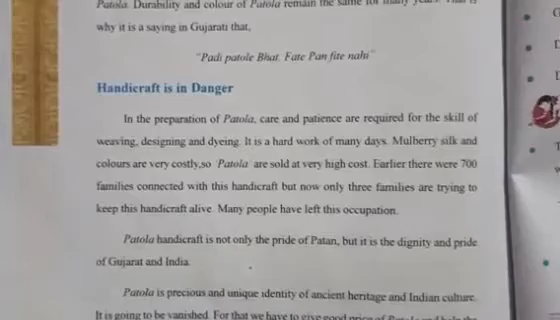 Patola. Durability and colour of Patola remain the same for many years. That is
why it is a saying in Gujarati that,
"Padi patole Bhat, Fate Pan fite nahi"
Handicraft is in Danger
In the preparation of Patola, care and patience are required for the skill of
weaving, designing and dyeing. It is a hard work of many days. Mulberry silk and
colours are very costly,so Patola are sold at very high cost. Earlier there were 700
families connected with this handicraft but now only three families are trying to
keep this handicraft alive. Many people have left this occupation.
Patola handicraft is not only the pride of Patan, but it is the dignity and pride
of Gujarat and India.
Patola is precious and unique identity of ancient heritage and Indian culture.
It is going to be vanished. For that we have to give good price of Patola and help the